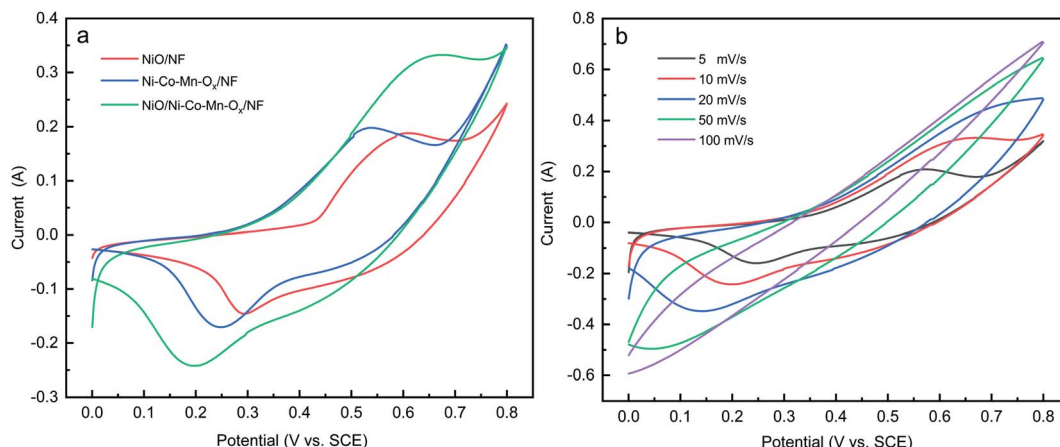 a
NiO/NF
Ni-Co-Mn-Oₓ/NF
NiO/Ni-Co-Mn-Oₓ/NF
0.4
0.3
0.2
0.1
0.0
-0.1
-0.2
-0.3
Current (A)
0.0 0.1 0.2 0.3 0.4 0.5 0.6 0.7 0.8
Potential (V vs. SCE)
b
5 mV/s
10 mV/s
20 mV/s
50 mV/s
100 mV/s
0.8
0.6
0.4
0.2
0.0
-0.2
-0.4
-0.6
Current (A)
0.0 0.1 0.2 0.3 0.4 0.5 0.6 0.7 0.8
Potential (V vs. SCE)